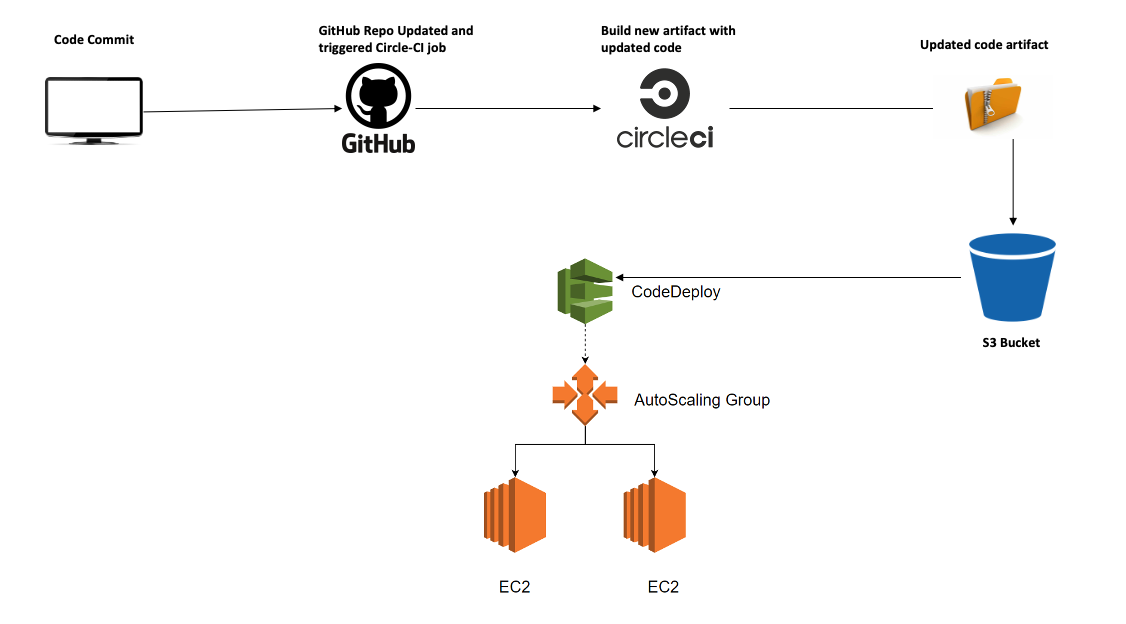 Code Commit
GitHub Repo Updated and
triggered Circle-CI job
Build new artifact with
updated code
Updated code artifact
GitHub
circleci
CodeDeploy
S3 Bucket
AutoScaling Group
EC2
EC2